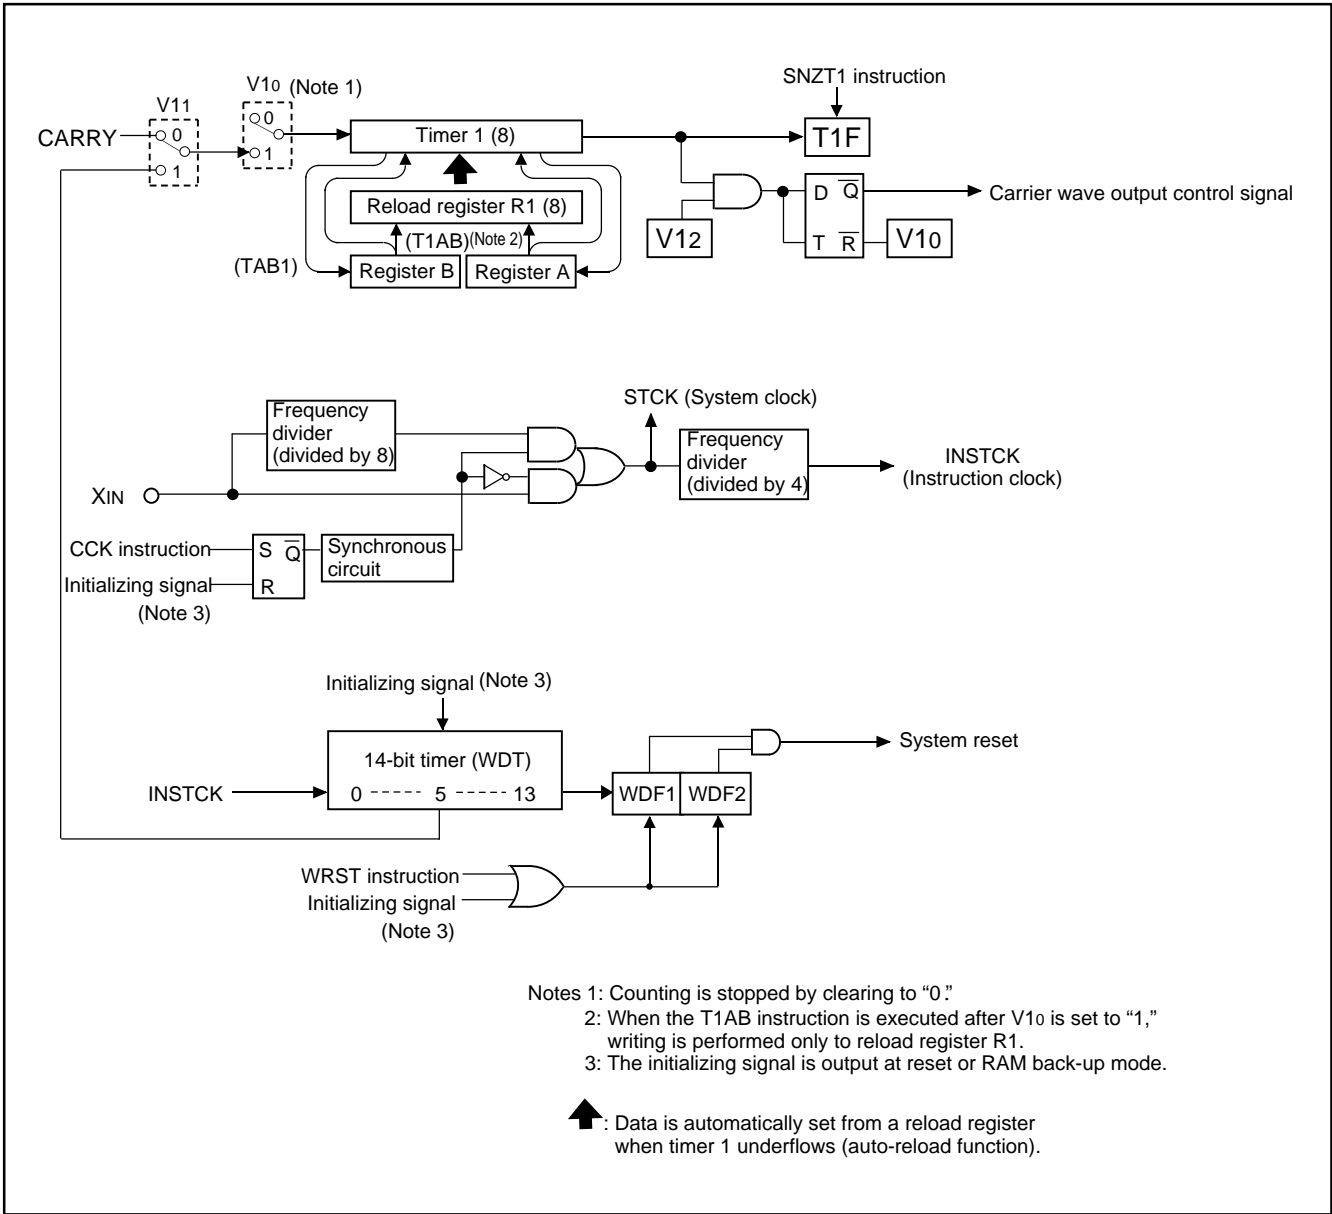 SNZT1 instruction
V10 (Note 1)
V11
CARRY
0
1
0
1
Timer 1 (8)
T1F
Reload register R1 (8)
(T1AB) (Note 2)
(TAB1)
Register B
Register A
V12
D Q
T R
V10
Carrier wave output control signal
STCK (System clock)
Frequency
divider
(divided by 8)
Frequency
divider
(divided by 4)
INSTCK
(Instruction clock)
XIN
CCK instruction
S Q
R
Synchronous
circuit
Initializing signal
(Note 3)
Initializing signal (Note 3)
14-bit timer (WDT)
0 ----- 5 ----- 13
INSTCK
WDF1
WDF2
System reset
WRST instruction
Initializing signal
(Note 3)
Notes 1: Counting is stopped by clearing to “0.”
2: When the T1AB instruction is executed after V10 is set to “1,”
writing is performed only to reload register R1.
3: The initializing signal is output at reset or RAM back-up mode.
: Data is automatically set from a reload register
when timer 1 underflows (auto-reload function).